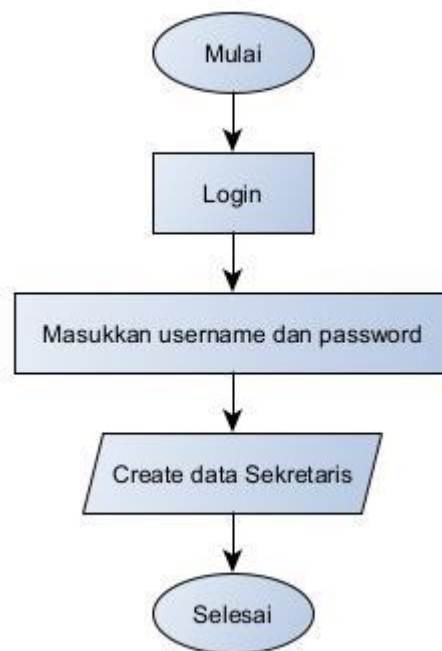 Mulai
Login
Masukkan username dan password
Create data Sekretaris
Selesai